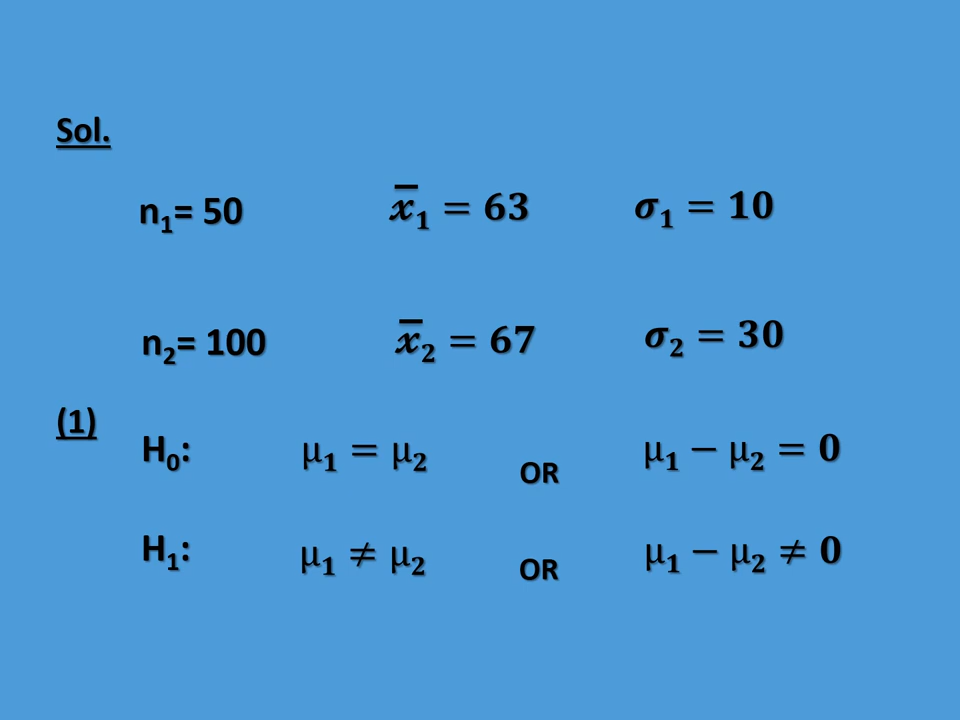 Sol.
n₁= 50 x̄₁ = 63 σ₁ = 10
n₂= 100 x̄₂ = 67 σ₂ = 30
(1)
H₀: μ₁ = μ₂ OR μ₁ − μ₂ = 0
H₁: μ₁ ≠ μ₂ OR μ₁ − μ₂ ≠ 0